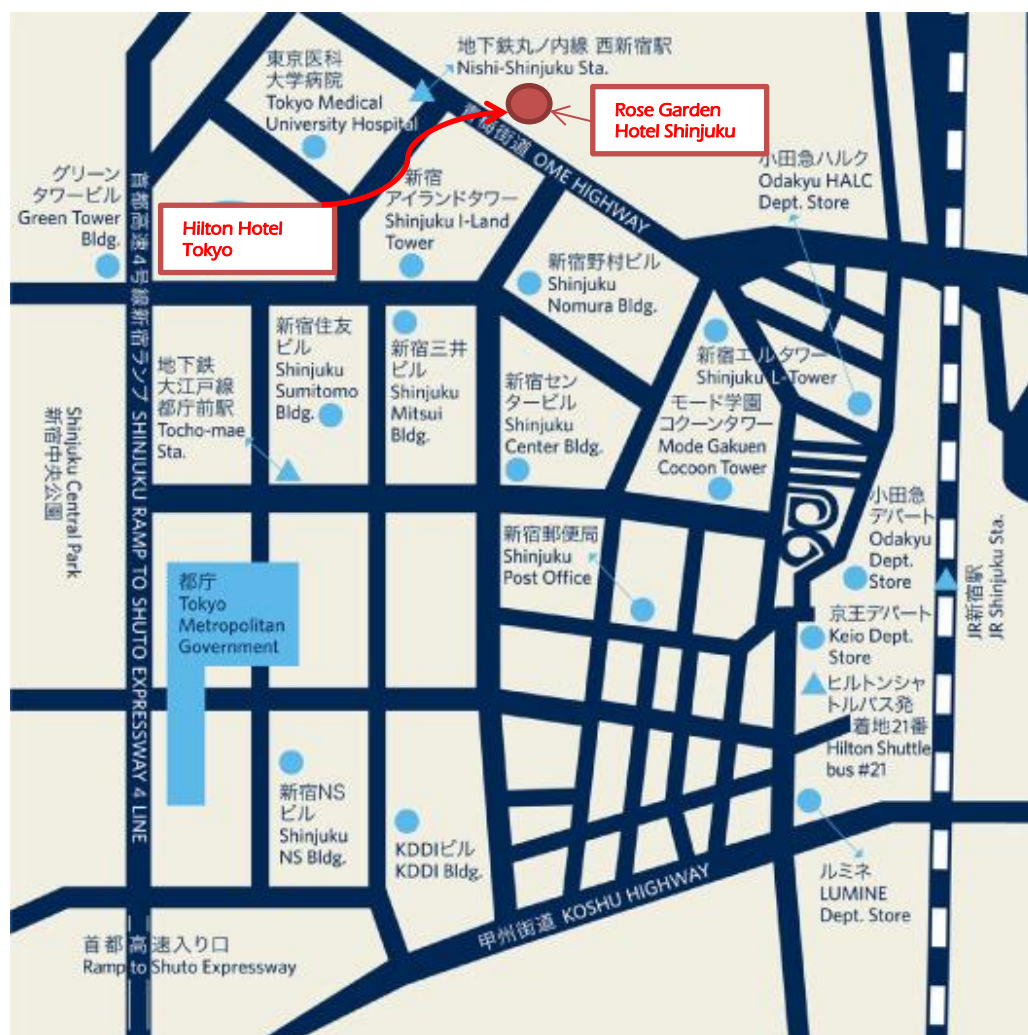 東京医科
大学病院
Tokyo Medical
University Hospital
地下鉄丸ノ内線 西新宿駅
Nishi-Shinjuku Sta.
Rose Garden
Hotel Shinjuku
青梅街道 OME HIGHWAY
小田急ハルク
Odakyu HALC
Dept. Store
グリーン
タワービル
Green Tower
Bldg.
首都高速4号線新宿ランプ SHINJUKU RAMP TO SHUTO EXPRESSWAY 4 LINE
Hilton Hotel
Tokyo
新宿
アイランドタワー
Shinjuku I-Land
Tower
新宿野村ビル
Shinjuku
Nomura Bldg.
新宿住友
ビル
Shinjuku
Sumitomo
Bldg.
新宿三井
ビル
Shinjuku
Mitsui
Bldg.
地下鉄
大江戸線
都庁前駅
Tocho-mae
Sta.
新宿セン
タービル
Shinjuku
Center Bldg.
新宿エルタワー
Shinjuku L-Tower
モード学園
コクーンタワー
Mode Gakuen
Cocoon Tower
Shinjuku Central Park
新宿中央公園
小田急
デパート
Odakyu
Dept.
Store
新宿郵便局
Shinjuku
Post Office
都庁
Tokyo
Metropolitan
Government
JR新宿駅
JR Shinjuku Sta.
京王デパート
Keio Dept.
Store
ヒルトンシャ
トルバス発
着地21番
Hilton Shuttle
bus #21
新宿NS
ビル
Shinjuku
NS Bldg.
KDDIビル
KDDI Bldg.
ルミネ
LUMINE
Dept. Store
甲州街道 KOSHU HIGHWAY
首都高速入り口
Ramp to Shuto Expressway